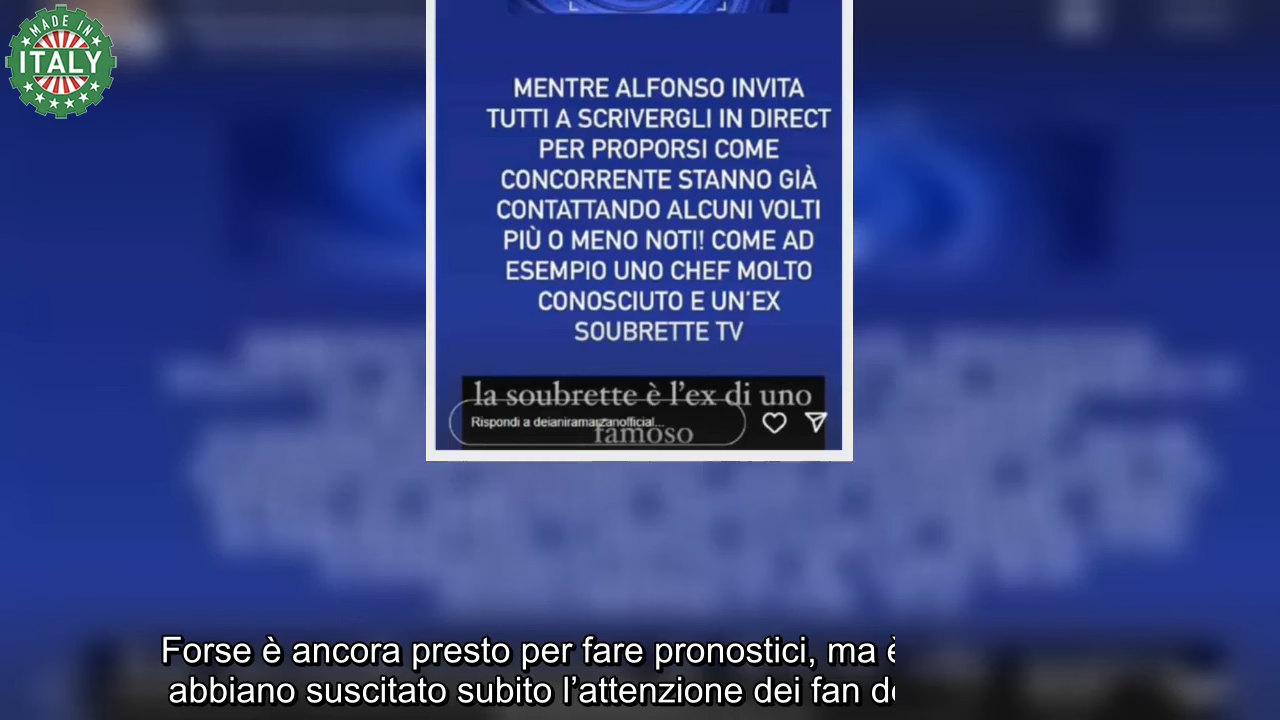 MADE IN
ITALY
MENTRE ALFONSO INVITA
TUTTI A SCRIVERGLI IN DIRECT
PER PROPORSI COME
CONCORRENTE STANNO GIÀ
CONTATTANDO ALCUNI VOLTI
PIÙ O MENO NOTI! COME AD
ESEMPIO UNO CHEF MOLTO
CONOSCIUTO E UN'EX
SOUBRETTE TV
la soubrette è l'ex di uno
Rispondi a deianiramarzanofficial...
famoso
Forse è ancora presto per fare pronostici, ma è
abbiano suscitato subito l’attenzione dei fan de